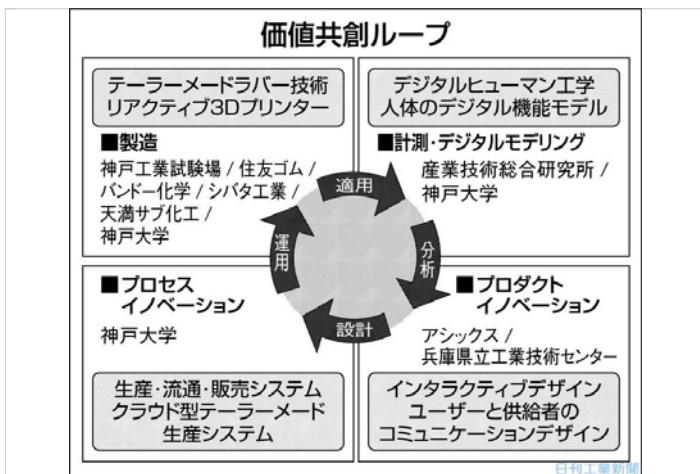 価値共創ループ
テーラーメードラバー技術
リアクティブ3Dプリンター
■製造
神戸工業試験場 / 住友ゴム /
バンドー化学 / シバタ工業 /
天満サブ化工 /
神戸大学
デジタルヒューマン工学
人体のデジタル機能モデル
■計測・デジタルモデリング
産業技術総合研究所 /
神戸大学
適用
分析
設計
運用
■プロセス
イノベーション
神戸大学
生産・流通・販売システム
クラウド型テーラーメード
生産システム
■プロダクト
イノベーション
アシックス /
兵庫県立工業技術センター
インタラクティブデザイン
ユーザーと供給者の
コミュニケーションデザイン
日刊工業新聞